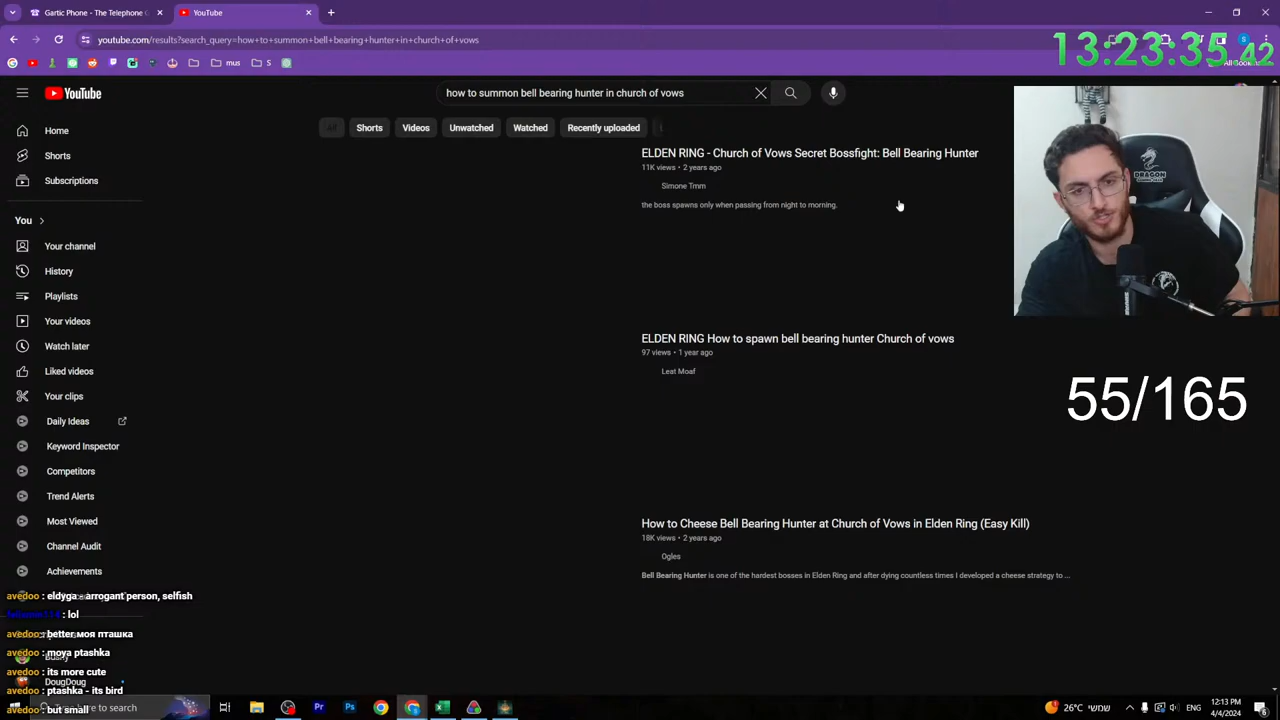 Gartic Phone - The Telephone G
YouTube
youtube.com/results?search_query=how+to+summon+bell+bearing+hunter+in+church+of+vows
13:23:35.42
mus
S
All Bookm
YouTube
how to summon bell bearing hunter in church of vows
All
Shorts
Videos
Unwatched
Watched
Recently uploaded
Home
Shorts
Subscriptions
You
Your channel
History
Playlists
Your videos
Watch later
Liked videos
Your clips
Daily Ideas
Keyword Inspector
Competitors
Trend Alerts
Most Viewed
Channel Audit
Achievements
DougDoug
ELDEN RING - Church of Vows Secret Bossfight: Bell Bearing Hunter
11K views • 2 years ago
Simone Tmm
the boss spawns only when passing from night to morning.
ELDEN RING How to spawn bell bearing hunter Church of vows
97 views • 1 year ago
Leat Moaf
How to Cheese Bell Bearing Hunter at Church of Vows in Elden Ring (Easy Kill)
18K views • 2 years ago
Ogles
Bell Bearing Hunter is one of the hardest bosses in Elden Ring and after dying countless times I developed a cheese strategy to ...
DRAGON
55/165
avedoo : eldyga - arrogant person, selfish
: lol
avedoo : better моя пташка
avedoo : moya ptashka
avedoo : its more cute
avedoo : ptashka - its bird
avedoo : but small
to search
26°C
שמשי
ENG
12:13 PM
4/4/2024
6